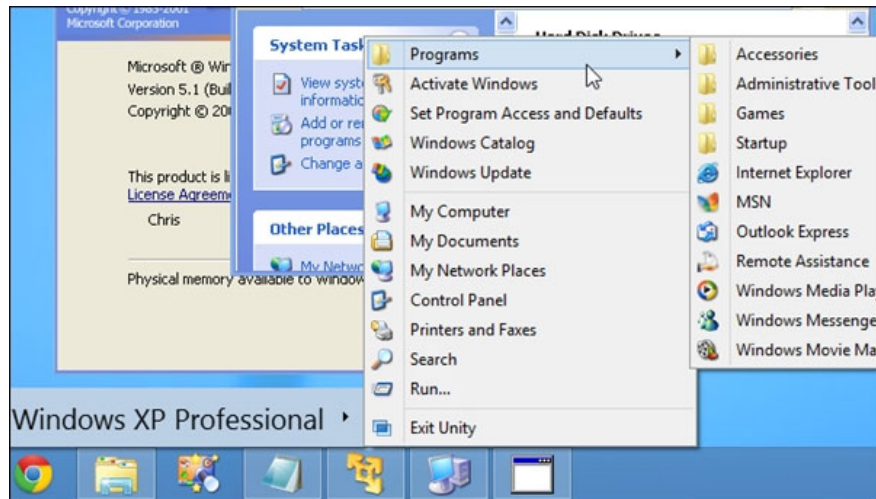 Microsoft Corporation
Microsoft ® Win
Version 5.1 (Buil
Copyright © 20
This product is li
License Agreem
Chris
Physical memory available to Window
System Task
View syst
informatio
Add or re
programs
Change a
Other Places
My Netwo
Programs
Activate Windows
Set Program Access and Defaults
Windows Catalog
Windows Update
My Computer
My Documents
My Network Places
Control Panel
Printers and Faxes
Search
Run...
Exit Unity
Accessories
Administrative Tool
Games
Startup
Internet Explorer
MSN
Outlook Express
Remote Assistance
Windows Media Pla
Windows Messenge
Windows Movie Ma
Windows XP Professional